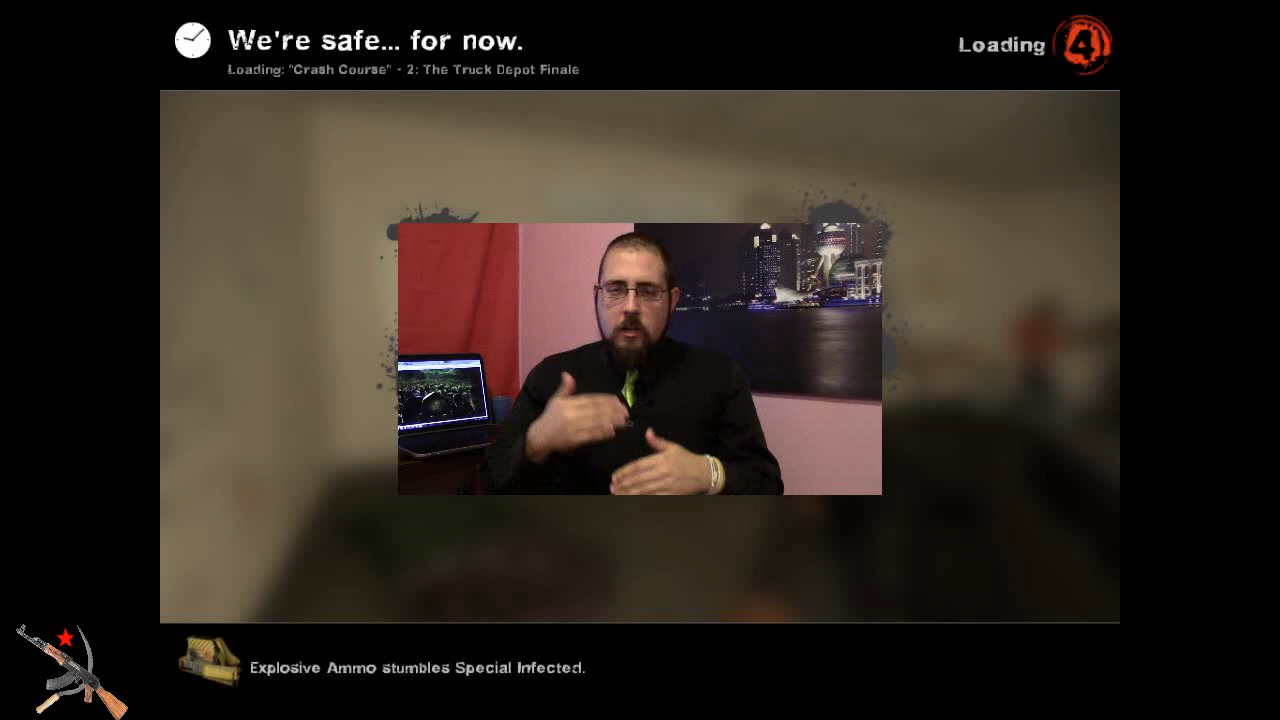 We're safe... for now.
Loading: "Crash Course" - 2: The Truck Depot Finale
Loading
4
Explosive Ammo stumbles Special Infected.